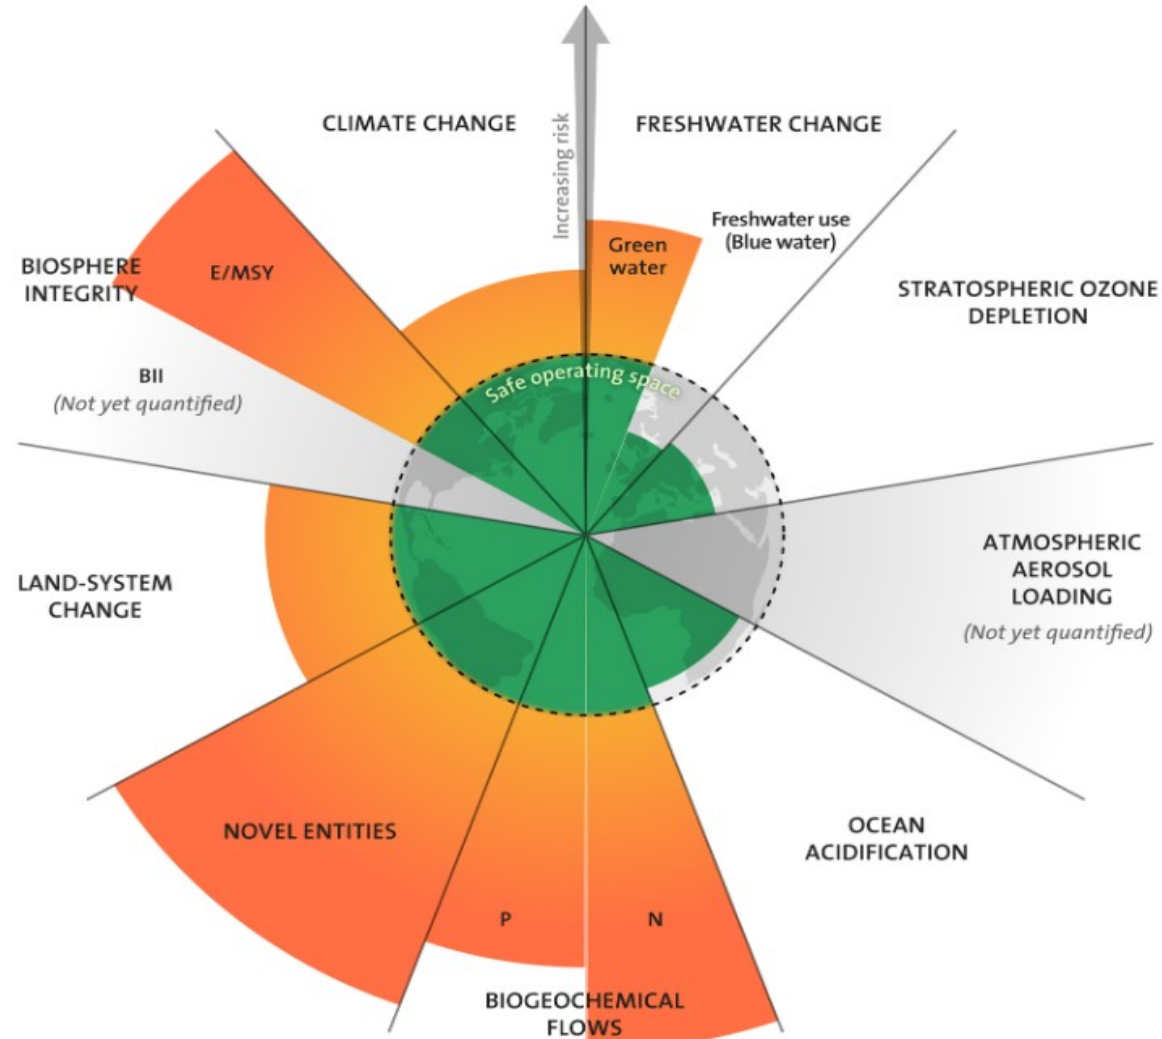 CLIMATE CHANGE
Increasing risk
FRESHWATER CHANGE
Freshwater use
(Blue water)
Green
water
BIOSPHERE
INTEGRITY
E/MSY
STRATOSPHERIC OZONE
DEPLETION
BII
(Not yet quantified)
Safe operating space
ATMOSPHERIC
AEROSOL
LOADING
(Not yet quantified)
LAND-SYSTEM
CHANGE
NOVEL ENTITIES
OCEAN
ACIDIFICATION
P
N
BIOGEOCHEMICAL
FLOWS